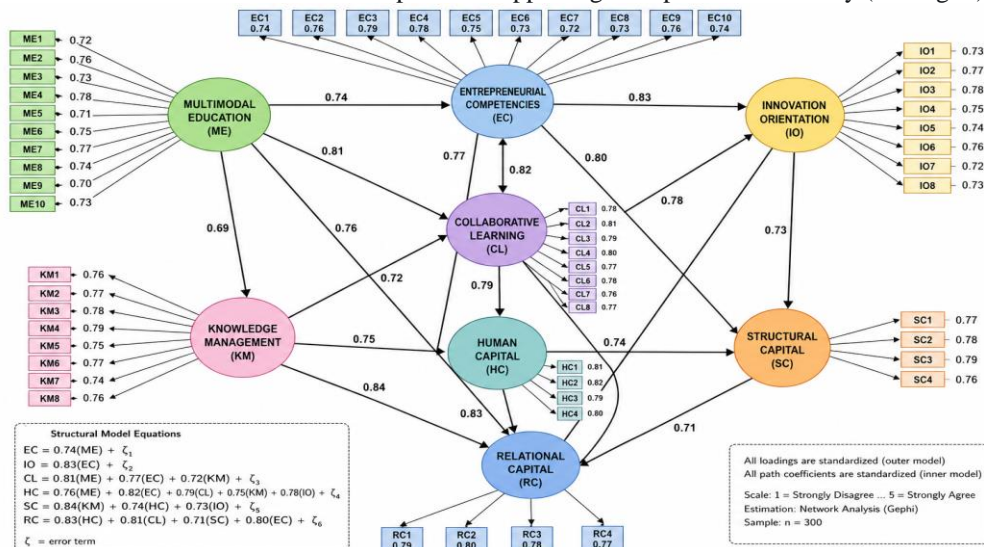 EC1 EC2 EC3 EC4 EC5 EC6 EC7 EC8 EC9 EC10
0.74 0.76 0.79 0.78 0.75 0.73 0.72 0.73 0.76 0.74
ME1 0.72
ME2 0.76
ME3 0.73
ME4 0.78
ME5 0.71
ME6 0.75
ME7 0.77
ME8 0.74
ME9 0.70
ME10 0.73
MULTIMODAL
EDUCATION
(ME)
0.74
ENTREPRENEURIAL
COMPETENCIES
(EC)
0.83
INNOVATION
ORIENTATION
(IO)
IO1 0.73
IO2 0.77
IO3 0.78
IO4 0.75
IO5 0.74
IO6 0.76
IO7 0.72
IO8 0.73
0.81
0.77
0.82
0.80
0.78
0.69
0.76
0.73
COLLABORATIVE
LEARNING
(CL)
CL1 0.78
CL2 0.81
CL3 0.79
CL4 0.80
CL5 0.77
CL6 0.78
CL7 0.76
CL8 0.77
0.72
0.79
KM1 0.76
KM2 0.77
KM3 0.78
KM4 0.79
KM5 0.75
KM6 0.77
KM7 0.74
KM8 0.76
KNOWLEDGE
MANAGEMENT
(KM)
0.75
HUMAN
CAPITAL
(HC)
HC1 0.81
HC2 0.82
HC3 0.79
HC4 0.80
0.74
STRUCTURAL
CAPITAL
(SC)
SC1 0.77
SC2 0.78
SC3 0.79
SC4 0.76
0.84
0.83
0.71
RELATIONAL
CAPITAL
(RC)
RC1 RC2 RC3 RC4
0.79 0.80 0.78 0.77
Structural Model Equations
EC = 0.74(ME) + ζ1
IO = 0.83(EC) + ζ2
CL = 0.81(ME) + 0.77(EC) + 0.72(KM) + ζ3
HC = 0.76(ME) + 0.82(EC) + 0.79(CL) + 0.75(KM) + 0.78(IO) + ζ4
SC = 0.84(KM) + 0.74(HC) + 0.73(IO) + ζ5
RC = 0.83(HC) + 0.81(CL) + 0.71(SC) + 0.80(EC) + ζ6
ζ = error term
All loadings are standardized (outer model)
All path coefficients are standardized (inner model)
Scale: 1 = Strongly Disagree ... 5 = Strongly Agree
Estimation: Network Analysis (Gephi)
Sample: n = 300